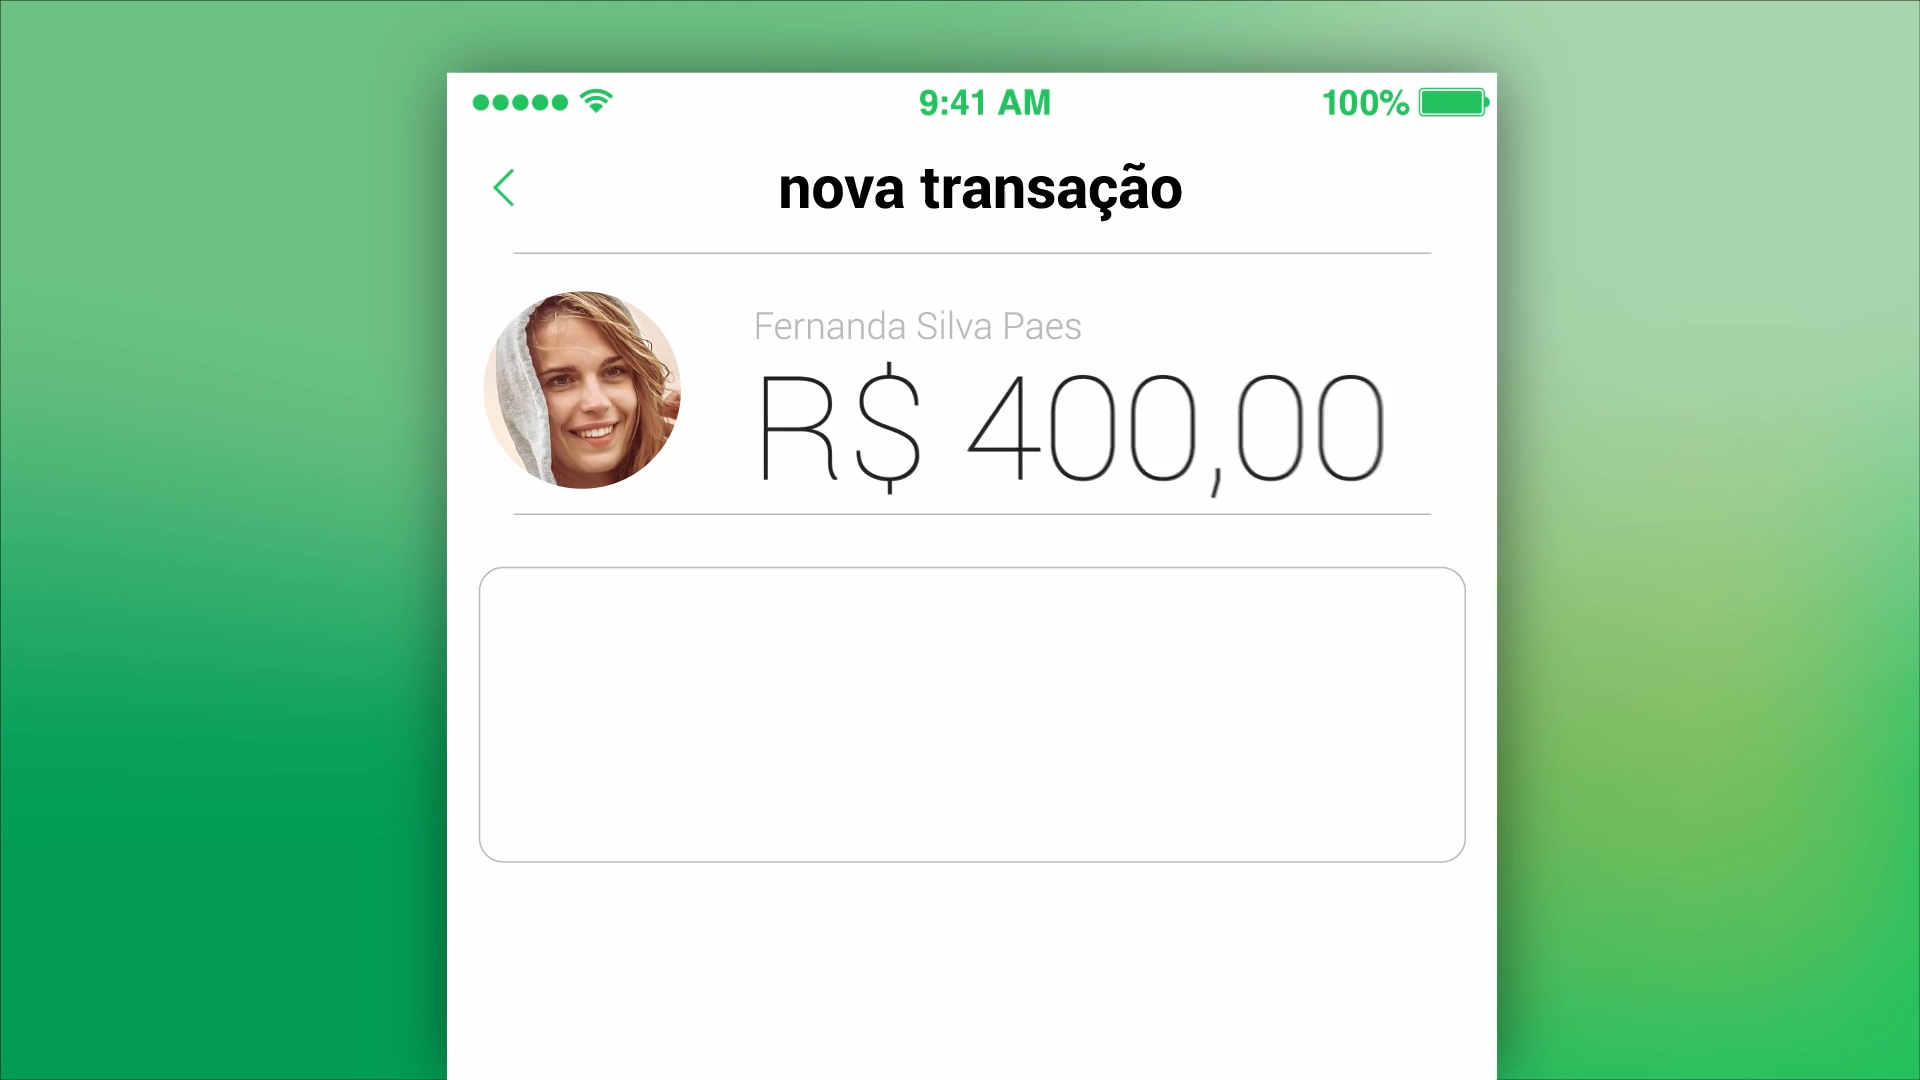 9:41 AM 100%
nova transação
Fernanda Silva Paes
R$ 400,00